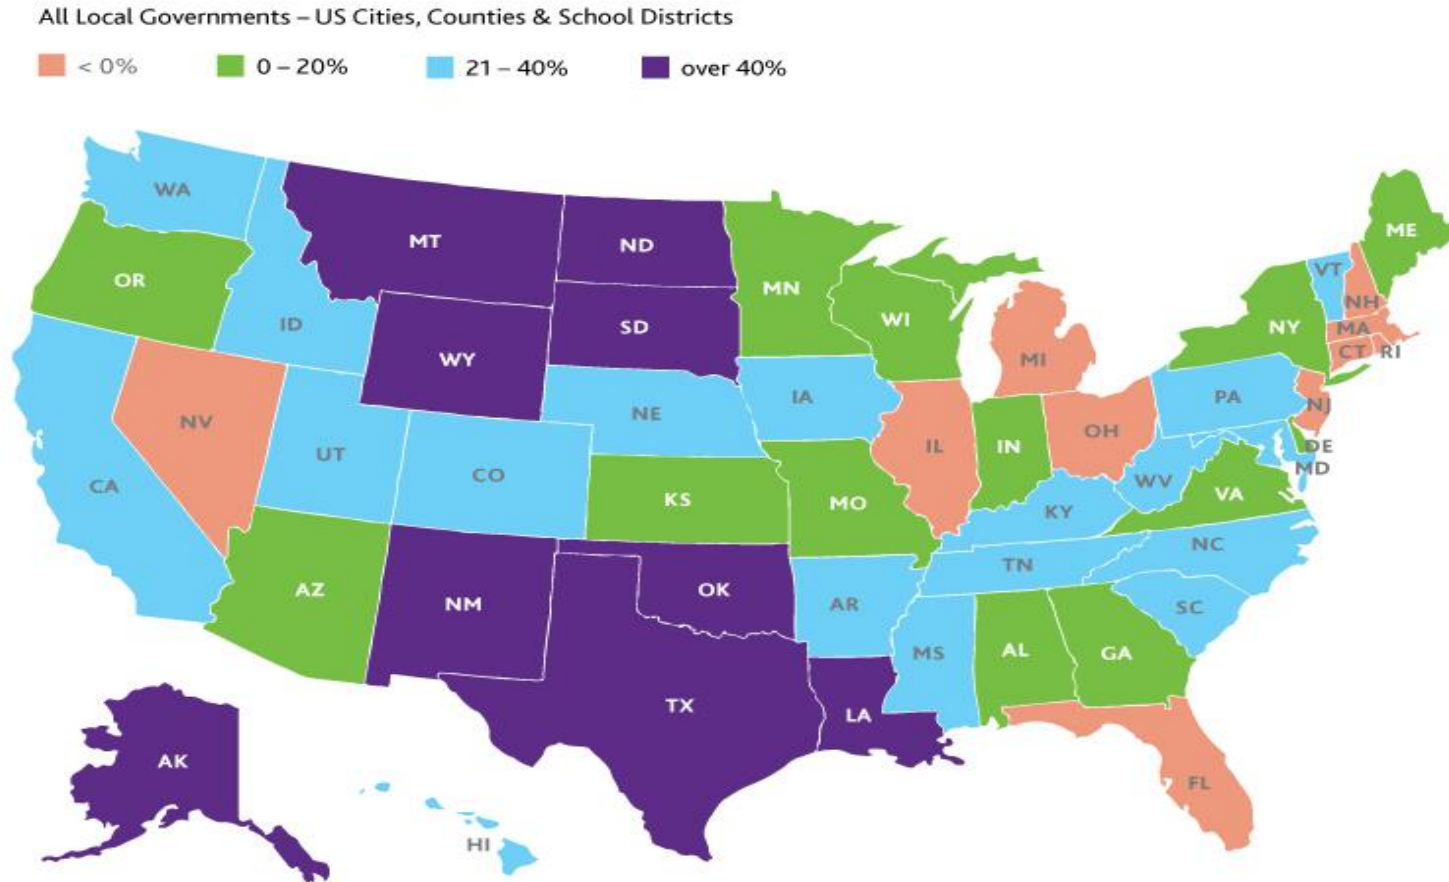 All Local Governments – US Cities, Counties & School Districts
< 0% 0 – 20% 21 – 40% over 40%
WA
MT
ND
ME
OR
MN
VT
ID
SD
WI
NY
NH
MA
WY
MI
CT RI
NE
IA
PA
NJ
NV
UT
CO
IL
IN
OH
DE
MD
CA
KS
MO
WV
VA
KY
NC
AZ
NM
OK
AR
TN
SC
MS
AL
GA
TX
LA
AK
FL
HI